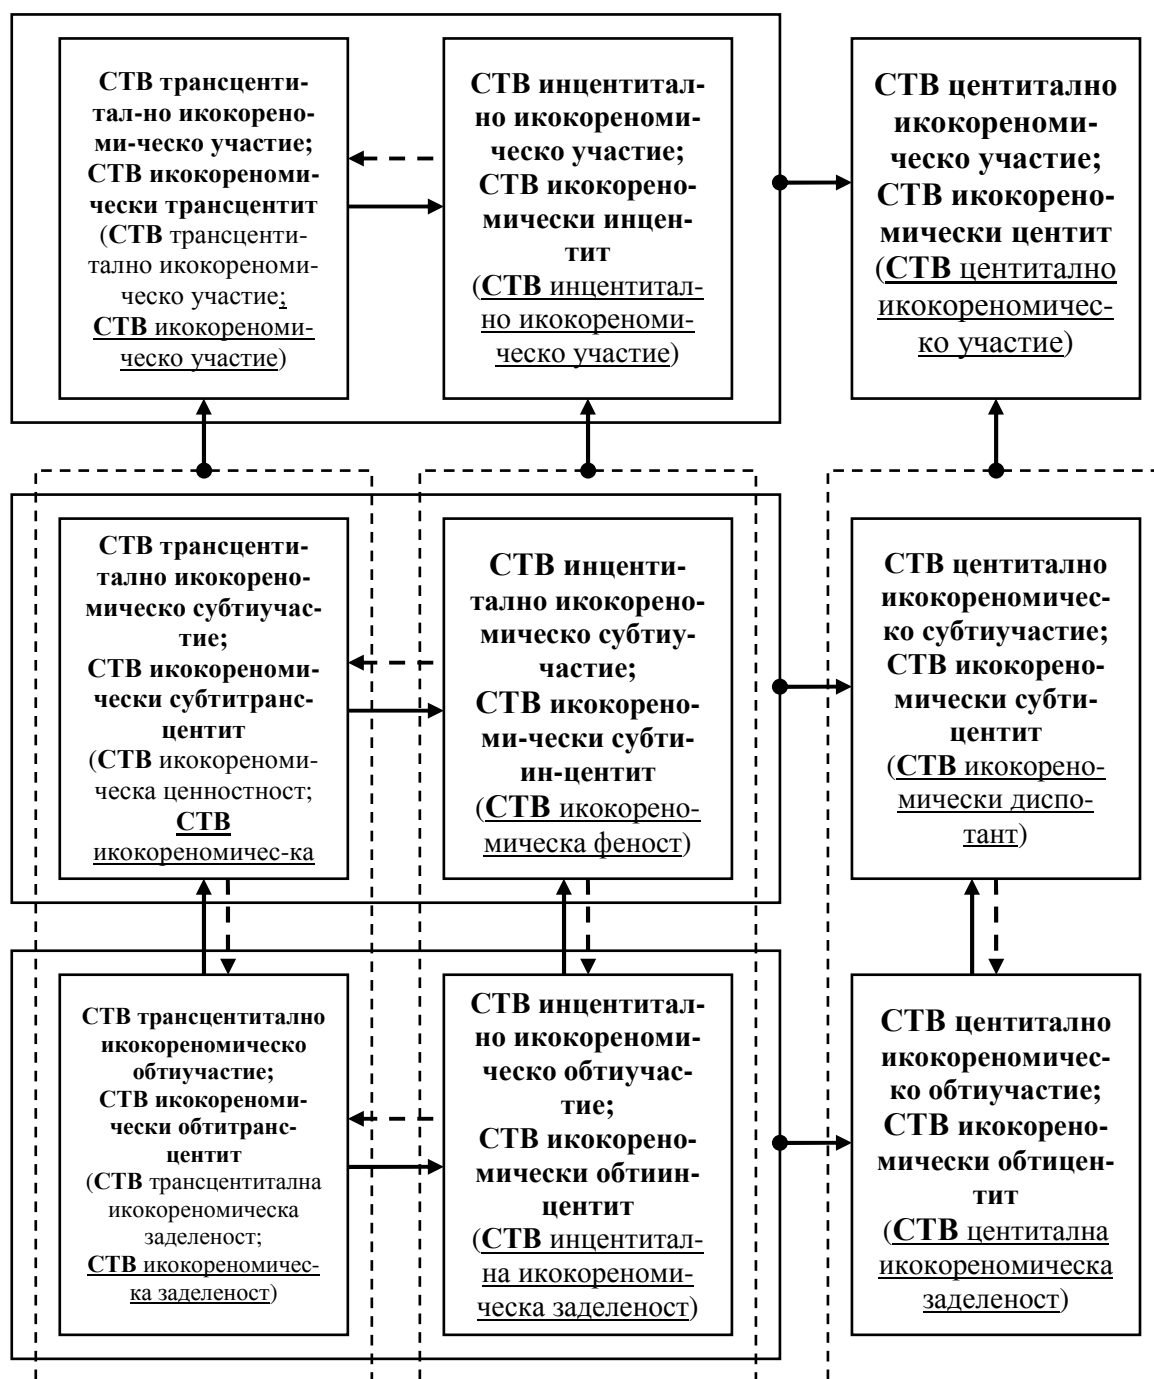 СТВ трансценти-
тал-но икокорено-
ми-ческо участие;
СТВ икокореноми-
чески трансцентит
(СТВ трансценти-
тално икокореноми-
ческо участие;
СТВ икокореноми-
ческо участие)
СТВ инцентитал-
но икокореноми-
ческо участие;
СТВ икокорено-
мически инцен-
тит
(СТВ инцентитал-
но икокореноми-
ческо участие)
СТВ центитално
икокореноми-
ческо участие;
СТВ икокорено-
мически центит
(СТВ центитално
икокореномичес-
ко участие)
СТВ трансценти-
тално икокорено-
мическо субтиучас-
тие;
СТВ икокореноми-
чески субтитранс-
центит
(СТВ икокореноми-
ческа ценностност;
СТВ
икокореномичес-ка
СТВ инценти-
тално икокорено-
мическо субтиу-
частие;
СТВ икокорено-
ми-чески субти-
ин-центит
(СТВ икокорено-
мическа феност)
СТВ центитално
икокореномичес-
ко субтиучастие;
СТВ икокорено-
мически субти-
центит
(СТВ икокорено-
мически диспо-
тант)
СТВ трансцентитално
икокореномическо
обтиучастие;
СТВ икокореноми-
чески обтитранс-
центит
(СТВ трансцентитална
икокореномическа
заделеност;
СТВ икокореномичес-
ка заделеност)
СТВ инцентитал-
но икокореноми-
ческо обтиучас-
тие;
СТВ икокорено-
мически обтиин-
центит
(СТВ инцентитал-
на икокореноми-
ческа заделеност)
СТВ центитално
икокореномичес-
ко обтиучастие;
СТВ икокорено-
мически обтицен-
тит
(СТВ центитална
икокореномическа
заделеност)